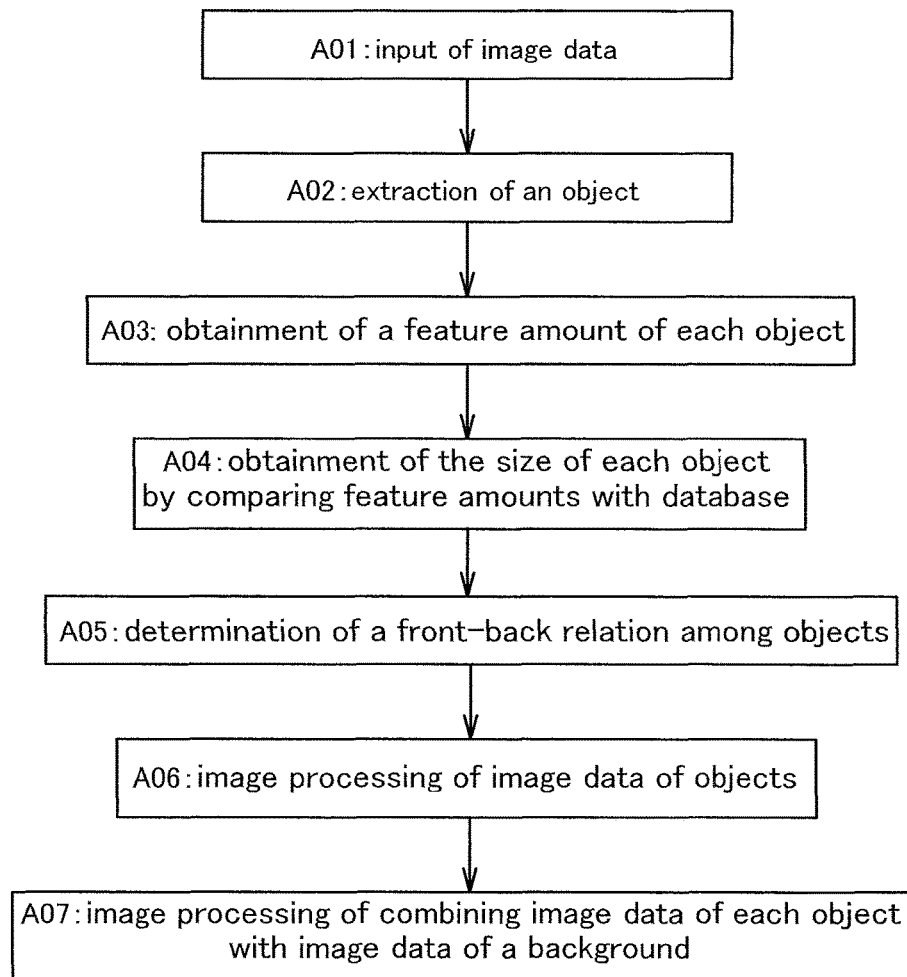 A01:input of image data
A02:extraction of an object
A03: obtainment of a feature amount of each object
A04:obtainment of the size of each object
by comparing feature amounts with database
A05:determination of a front-back relation among objects
A06:image processing of image data of objects
A07:image processing of combining image data of each object
with image data of a background